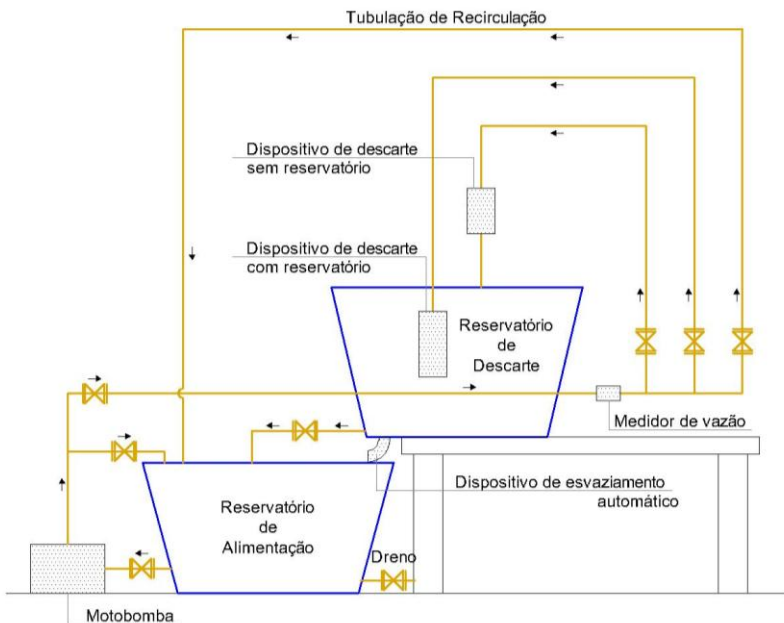 Tubulação de Recirculação
Dispositivo de descarte
sem reservatório
Dispositivo de descarte
com reservatório
Reservatório
de
Descarte
Medidor de vazão
Dispositivo de esvaziamento
automático
Reservatório
de
Alimentação
Dreno
Motobomba